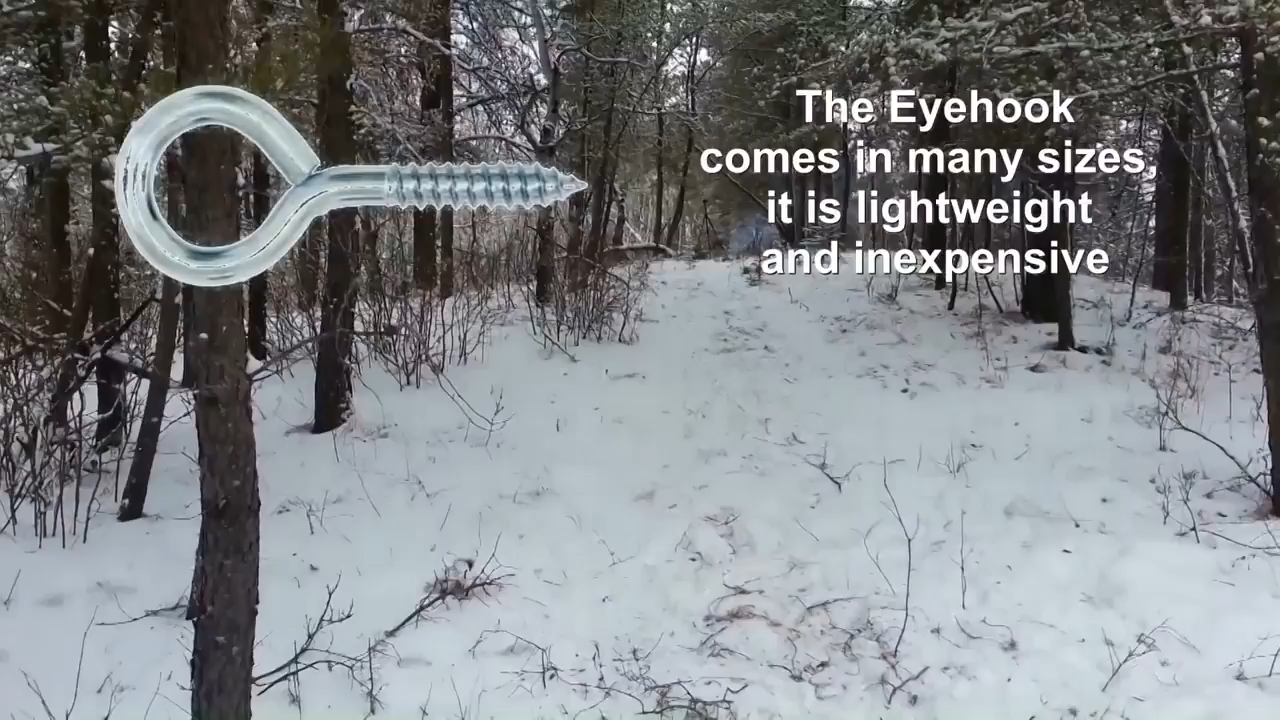 The Eyehook
comes in many sizes,
it is lightweight
and inexpensive